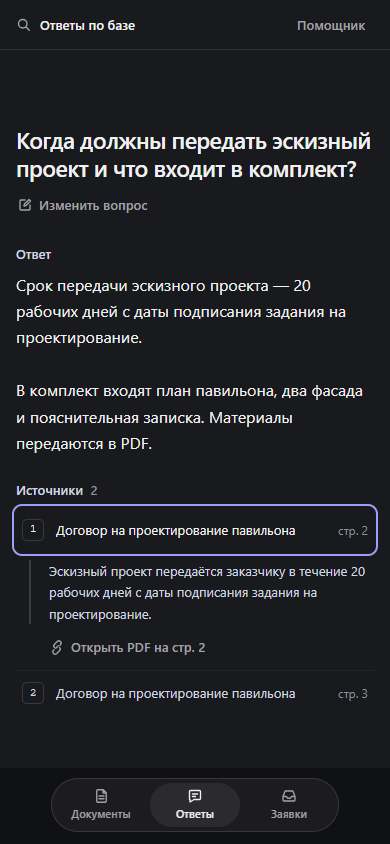 Ответы по базе
Помощник
Когда должны передать эскизный
проект и что входит в комплект?
Изменить вопрос
Ответ
Срок передачи эскизного проекта — 20
рабочих дней с даты подписания задания на
проектирование.
В комплект входят план павильона, два фасада
и пояснительная записка. Материалы
передаются в PDF.
Источники 2
1 Договор на проектирование павильона стр. 2
Эскизный проект передаётся заказчику в течение 20
рабочих дней с даты подписания задания на
проектирование.
Открыть PDF на стр. 2
2 Договор на проектирование павильона стр. 3
Документы
Ответы
Заявки